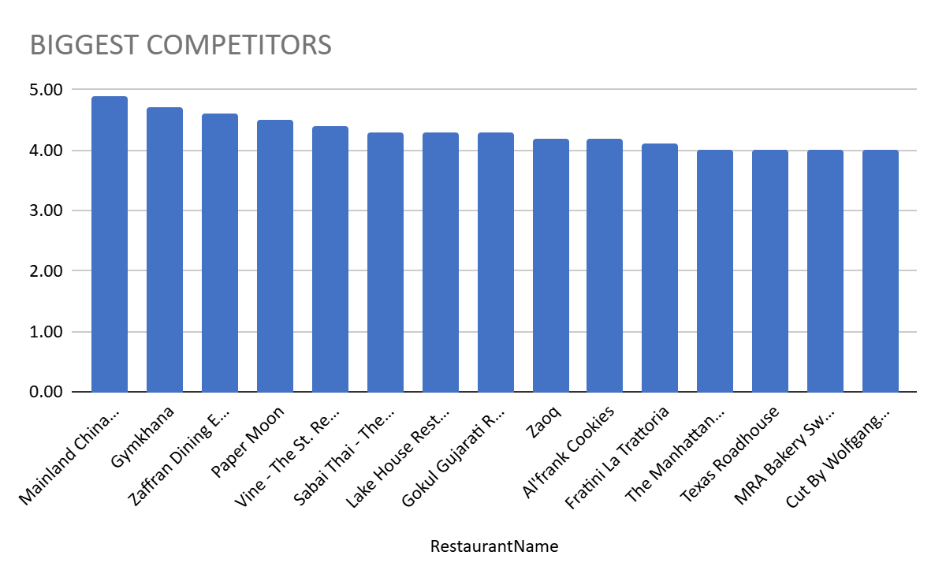 BIGGEST COMPETITORS
5.00
4.00
3.00
2.00
1.00
0.00
Mainland China...
Gymkhana
Zaffran Dining E...
Paper Moon
Vine - The St. Re...
Sabai Thai - The...
Lake House Rest...
Gokul Gujarati R...
Zaoq
Al'frank Cookies
Fratini La Trattoria
The Manhattan...
Texas Roadhouse
MRA Bakery Sw...
Cut By Wolfgang...
RestaurantName